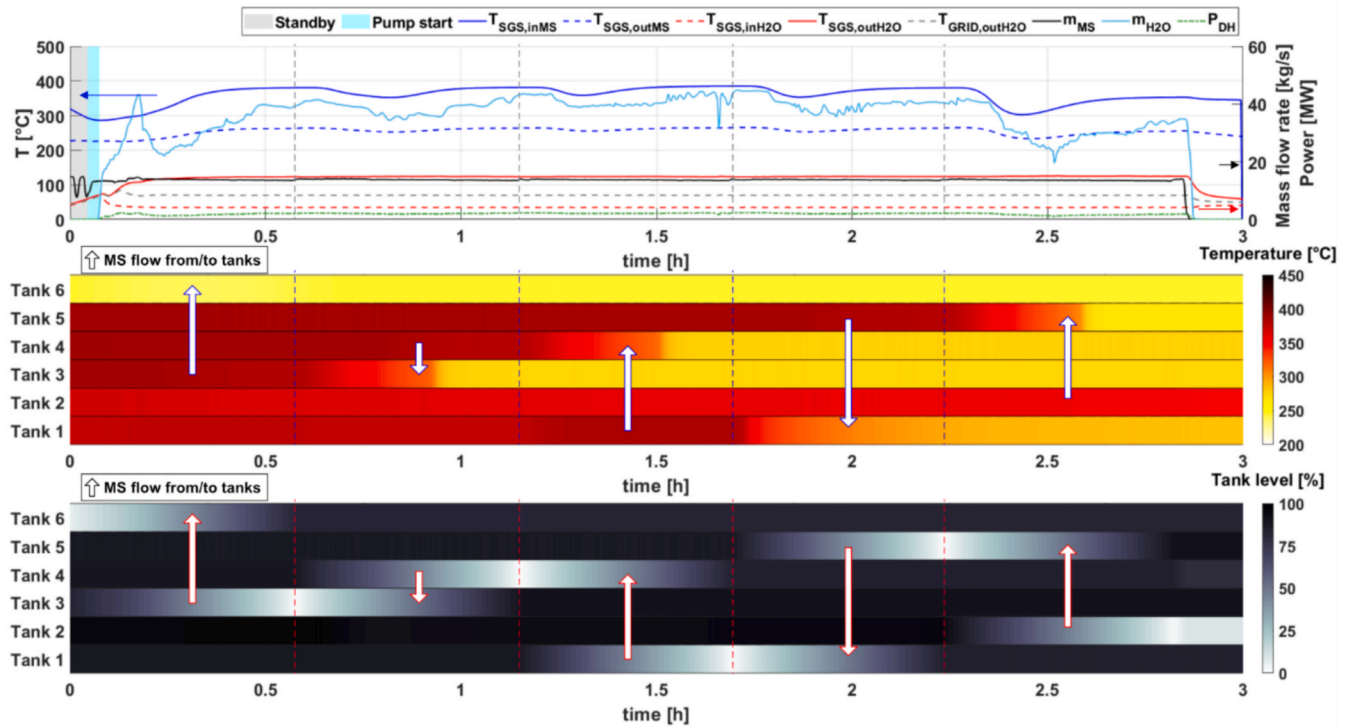 Standby Pump start T_SGS,inMS T_SGS,outMS T_SGS,inH2O T_SGS,outH2O T_GRID,outH2O m_MS m_H2O P_DH
500
400
300
200
100
0
T [°C]
60
40
20
0
Mass flow rate [kg/s]
Power [MW]
0 0.5 1 1.5 2 2.5 3
time [h]
MS flow from/to tanks
Temperature [°C]
Tank 6
Tank 5
Tank 4
Tank 3
Tank 2
Tank 1
450
400
350
300
250
200
0 0.5 1 1.5 2 2.5 3
time [h]
MS flow from/to tanks
Tank level [%]
Tank 6
Tank 5
Tank 4
Tank 3
Tank 2
Tank 1
100
75
50
25
0
0 0.5 1 1.5 2 2.5 3
time [h]